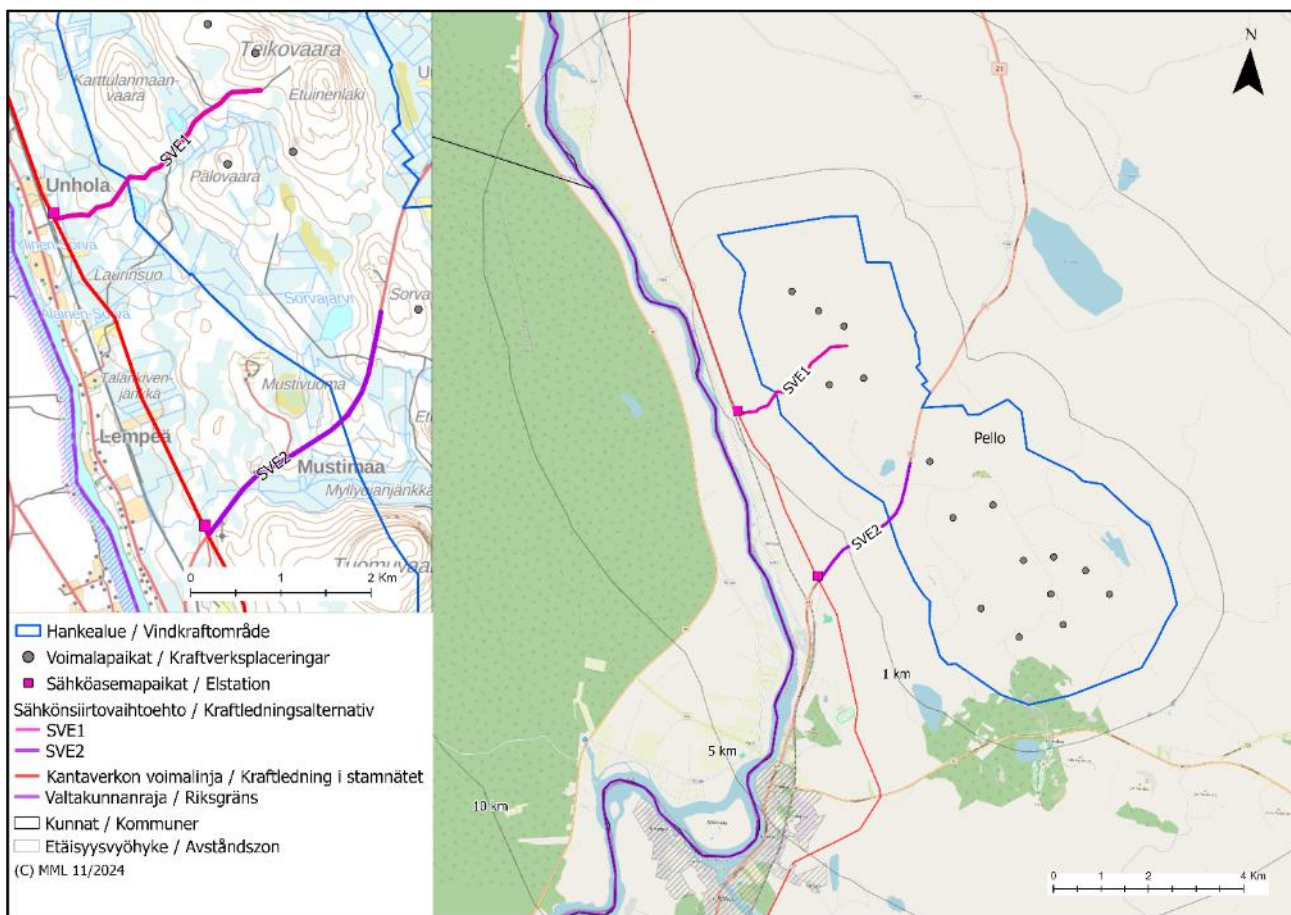 Teikovaara
Karttulanmaan-
vaara
Etuinenlaki
SVE1
Palovaara
Unhola
Ylinen-Sorva
Laurinsuo
Sorvajärvi
Sorva
Alainen-Sorva
Talankiven-
jänkkä
Mustivuoma
Lempeä
SVE2
Mustimaa
Myllyojanjänkkä
Tuomuvaa
0 1 2 Km
Hankealue / Vindkraftområde
Voimalapaikat / Kraftverksplaceringar
Sähköasemapaikat / Elstation
Sähkönsiirtovaihtoehto / Kraftledningsalternativ
SVE1
SVE2
Kantaverkon voimalinja / Kraftledning i stamnätet
Valtakunnanraja / Riksgräns
Kunnat / Kommuner
Etäisyysvyöhyke / Avståndszon
(C) MML 11/2024
N
21
SVE1
Pello
SVE2
1 km
5 km
10 km
0 1 2 4 Km